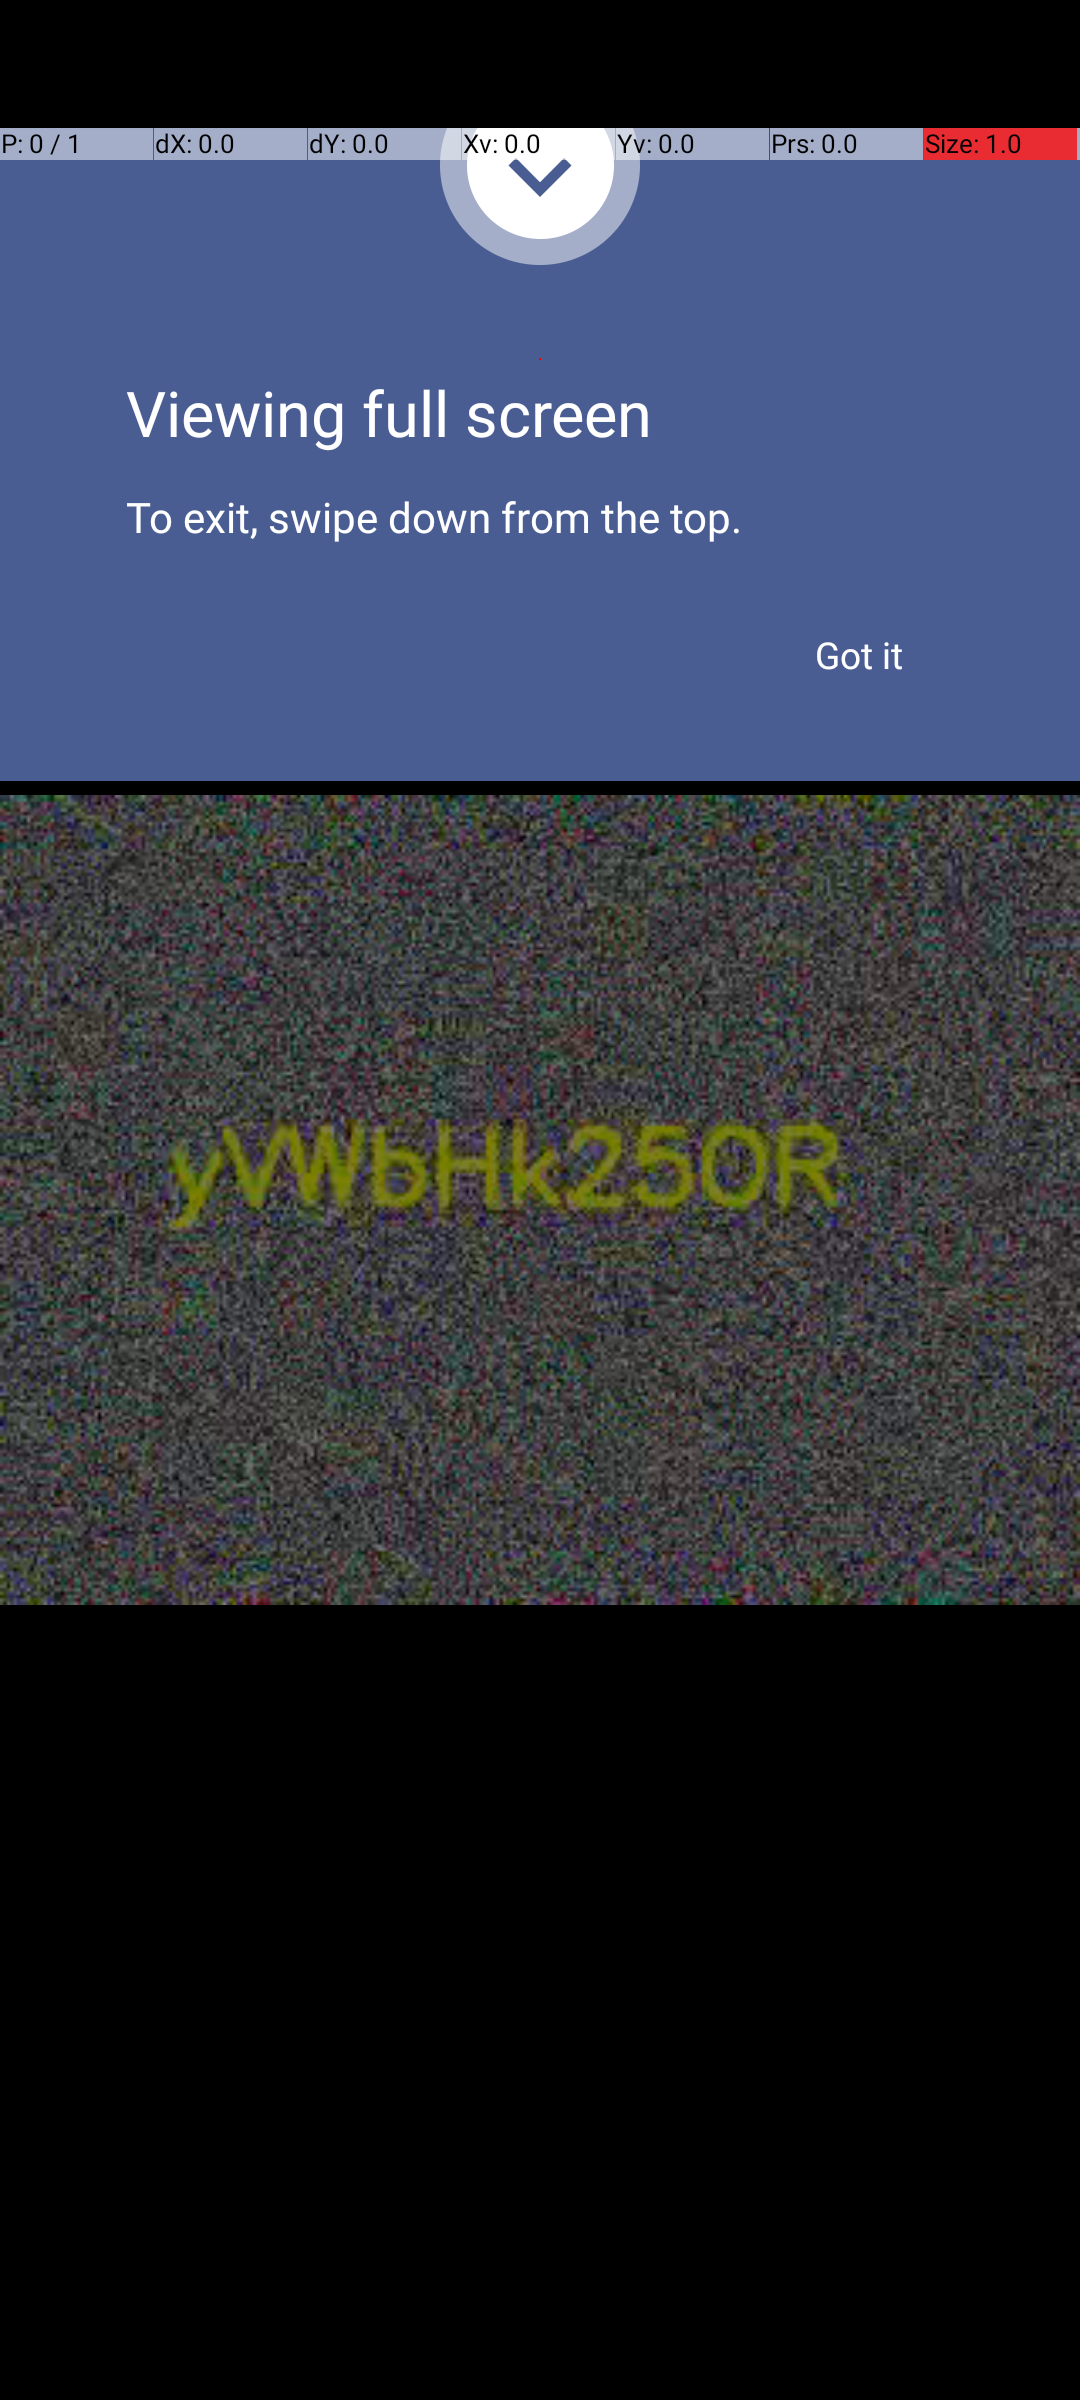 P: 0 / 1 dX: 0.0 dY: 0.0 Xv: 0.0 Yv: 0.0 Prs: 0.0 Size: 1.0
Viewing full screen
To exit, swipe down from the top.
Got it
yVWbHk25OR